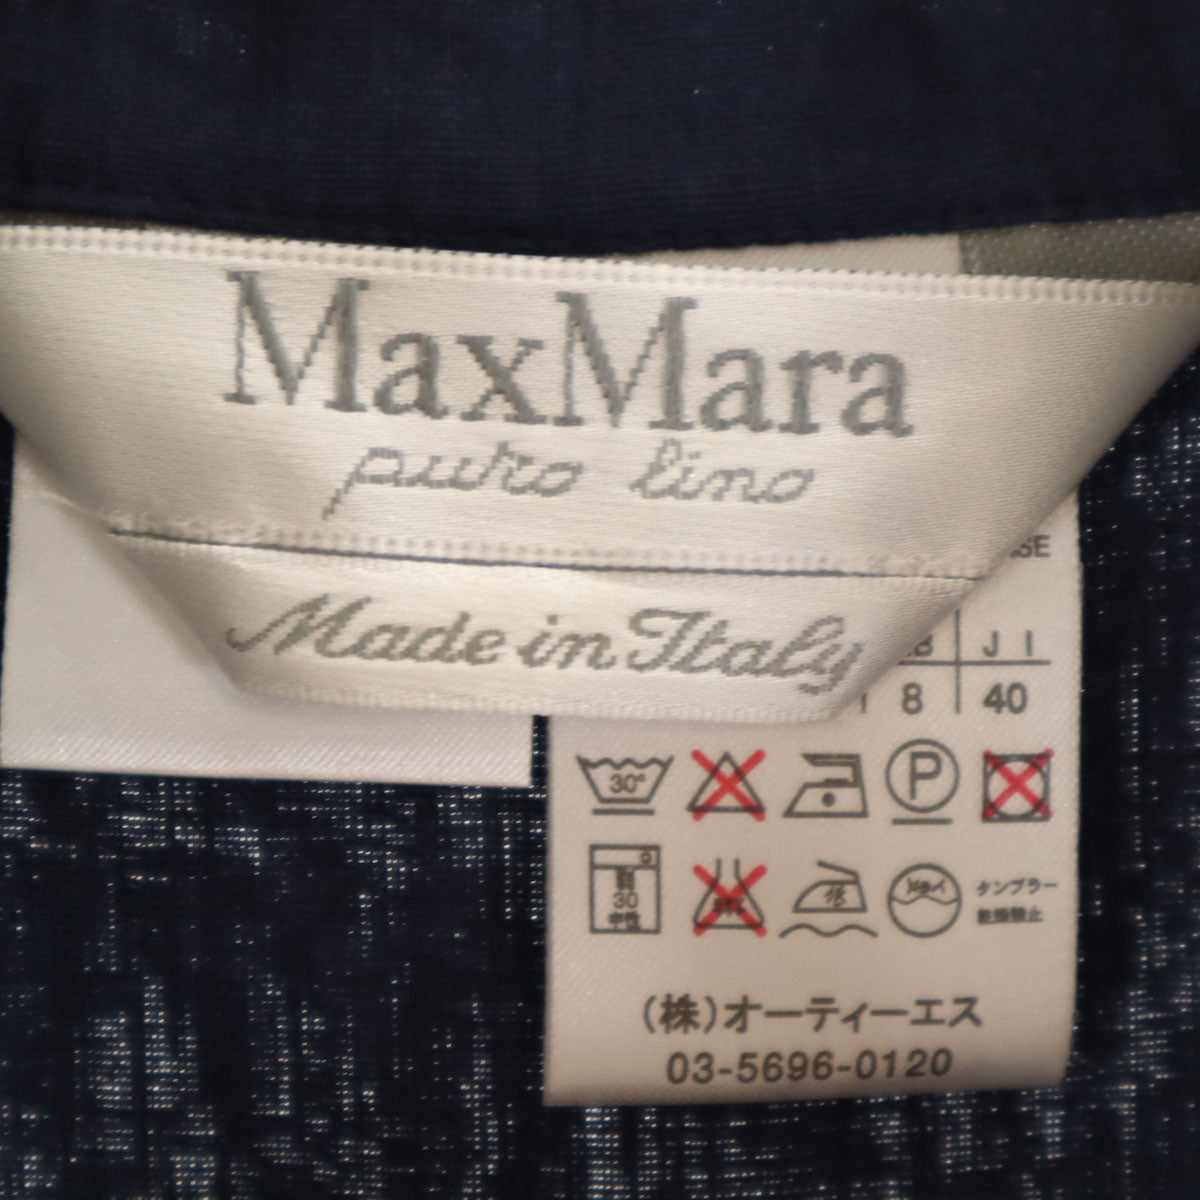 MaxMara
puro lino
Made in Italy
J I
8 40
30°
P
30
中性
タンブラー
乾燥禁止
(株)オーティーエス
03-5696-0120